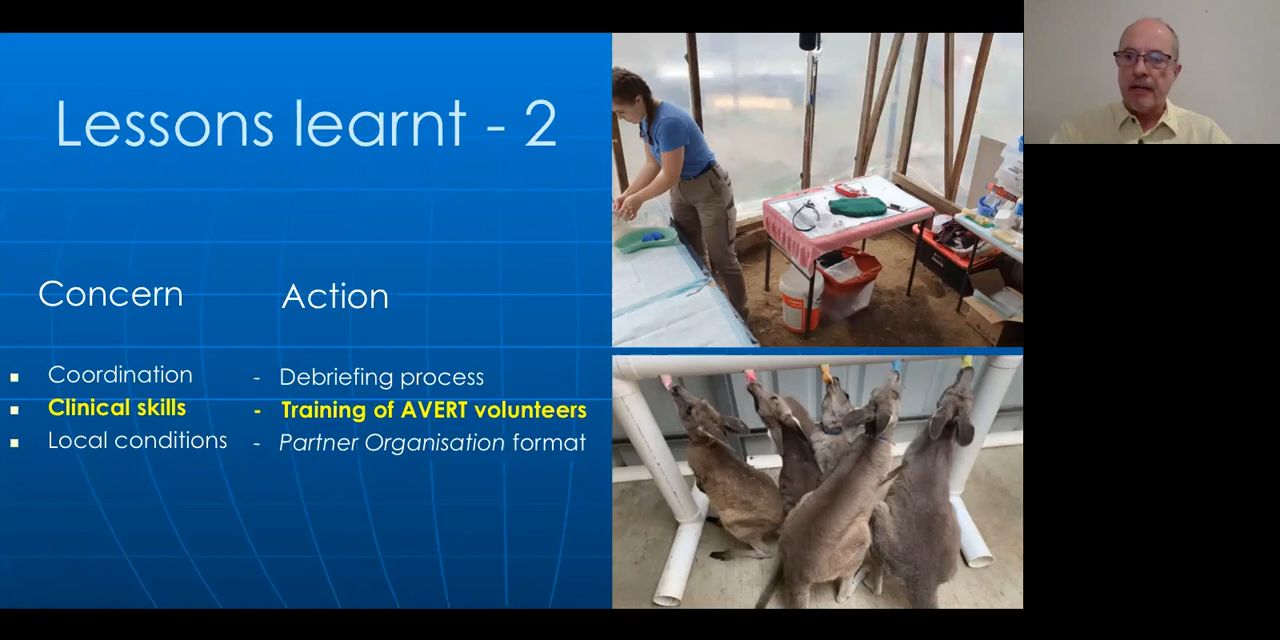 Lessons learnt - 2
Concern Action
▪ Coordination - Debriefing process
▪ Clinical skills - Training of AVERT volunteers
▪ Local conditions - Partner Organisation format